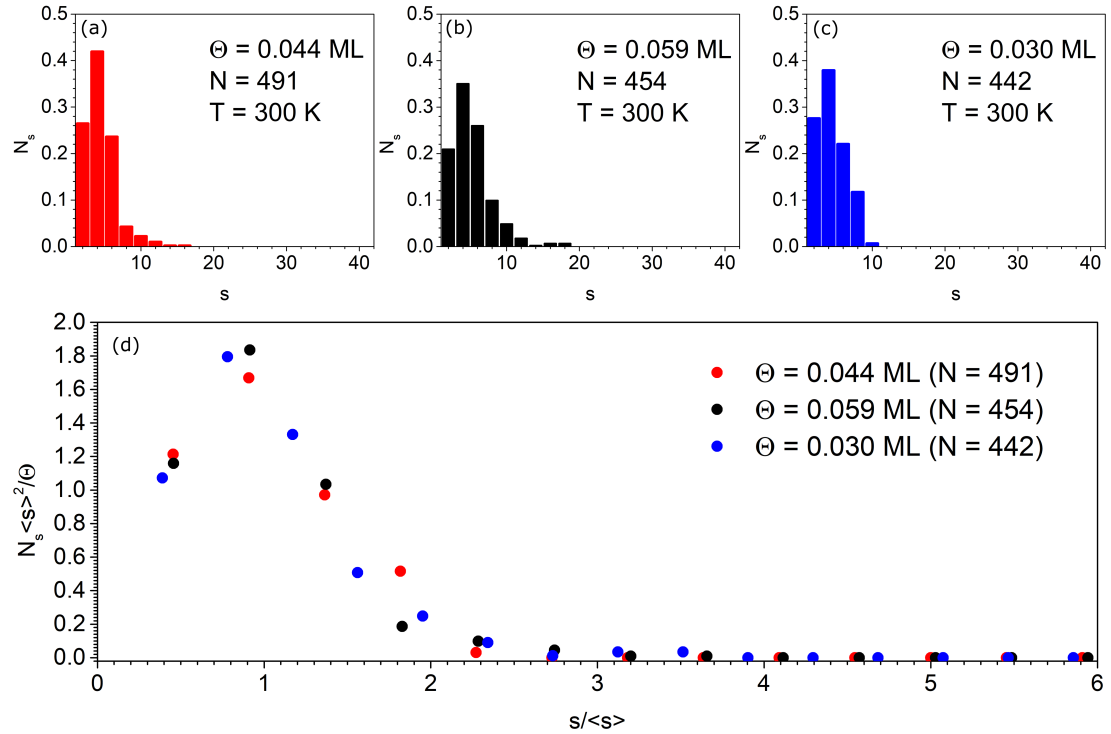 (a)
Θ = 0.044 ML
N = 491
T = 300 K
N_s
0.5
0.4
0.3
0.2
0.1
0.0
10 20 30 40
s
(b)
Θ = 0.059 ML
N = 454
T = 300 K
N_s
0.5
0.4
0.3
0.2
0.1
0.0
10 20 30 40
s
(c)
Θ = 0.030 ML
N = 442
T = 300 K
N_s
0.5
0.4
0.3
0.2
0.1
0.0
10 20 30 40
s
(d)
Θ = 0.044 ML (N = 491)
Θ = 0.059 ML (N = 454)
Θ = 0.030 ML (N = 442)
N_s<s>²/Θ
2.0
1.8
1.6
1.4
1.2
1.0
0.8
0.6
0.4
0.2
0.0
0 1 2 3 4 5 6
s/<s>